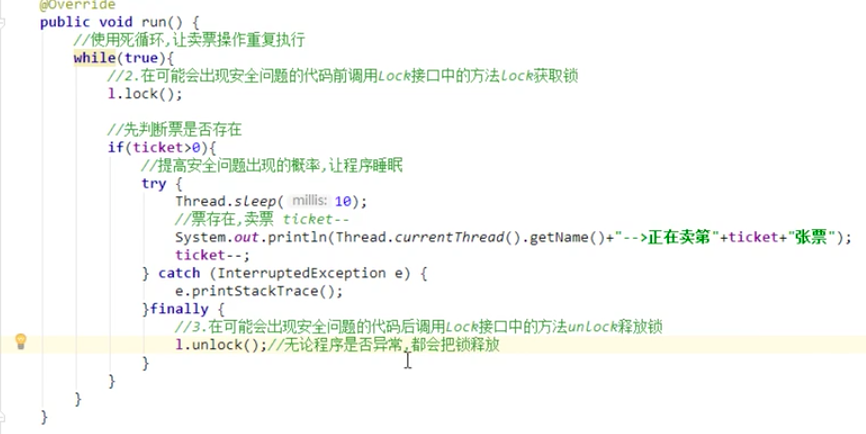 @Override
public void run() {
//使用死循环,让卖票操作重复执行
while(true){
//2.在可能会出现安全问题的代码前调用Lock接口中的方法lock获取锁
l.lock();
//先判断票是否存在
if(ticket>0){
//提高安全问题出现的概率,让程序睡眠
try {
Thread.sleep( millis: 10);
//票存在,卖票 ticket--
System.out.println(Thread.currentThread().getName()+"-->正在卖第"+ticket+"张票");
ticket--;
} catch (InterruptedException e) {
e.printStackTrace();
}finally {
//3.在可能会出现安全问题的代码后调用Lock接口中的方法unlock释放锁
l.unlock();//无论程序是否异常,都会把锁释放
}
}
}
}